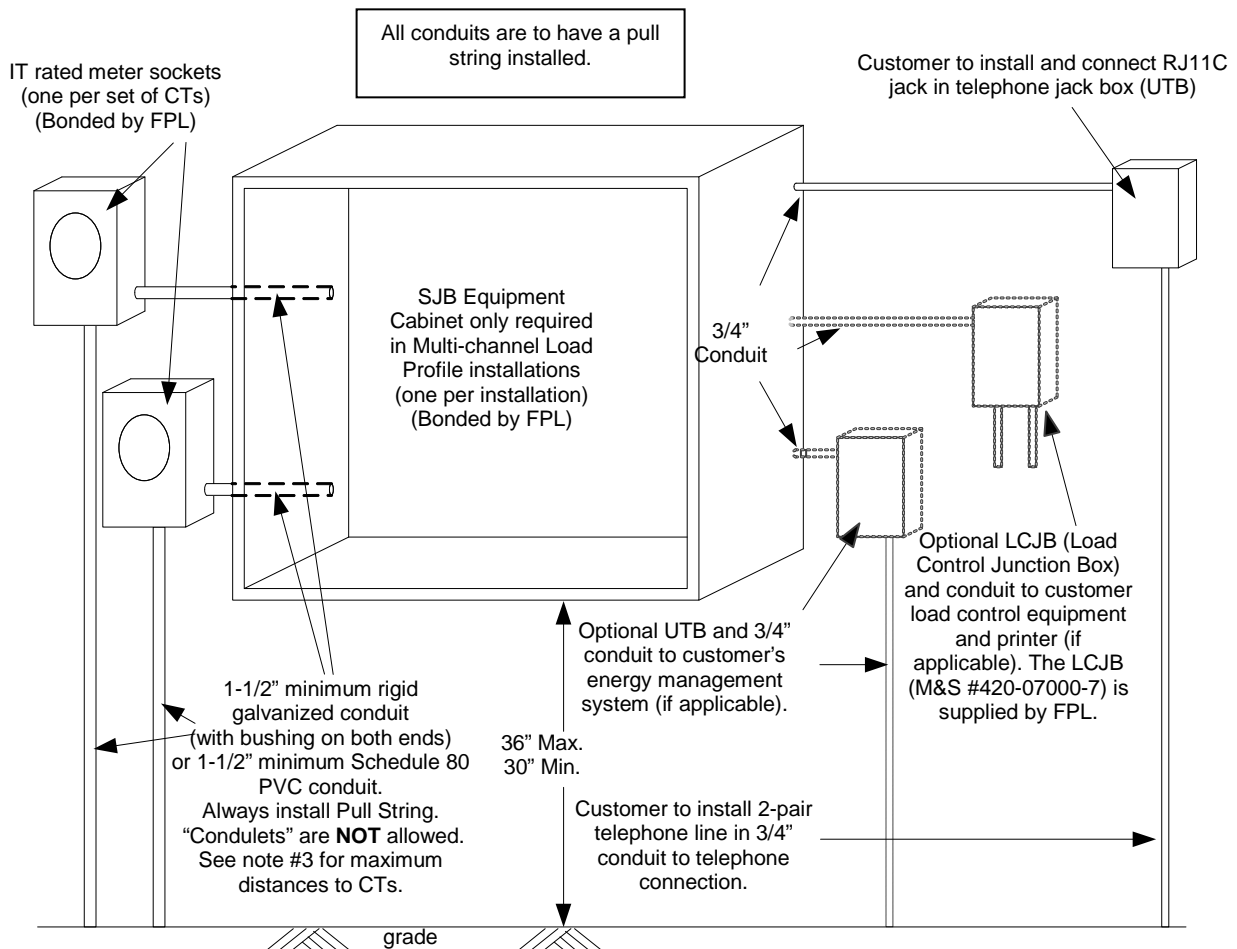 All conduits are to have a pull
string installed.
IT rated meter sockets
(one per set of CTs)
(Bonded by FPL)
Customer to install and connect RJ11C
jack in telephone jack box (UTB)
SJB Equipment
Cabinet only required
in Multi-channel Load
Profile installations
(one per installation)
(Bonded by FPL)
3/4”
Conduit
Optional LCJB (Load
Control Junction Box)
and conduit to customer
load control equipment
and printer (if
applicable). The LCJB
(M&S #420-07000-7) is
supplied by FPL.
Optional UTB and 3/4”
conduit to customer’s
energy management
system (if applicable).
1-1/2” minimum rigid
galvanized conduit
(with bushing on both ends)
or 1-1/2” minimum Schedule 80
PVC conduit.
Always install Pull String.
“Condulets” are NOT allowed.
See note #3 for maximum
distances to CTs.
36” Max.
30” Min.
Customer to install 2-pair
telephone line in 3/4”
conduit to telephone
connection.
grade